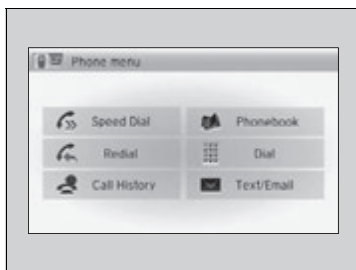 Phone menu
Speed Dial
Phonebook
Redial
Dial
Call History
Text/Email